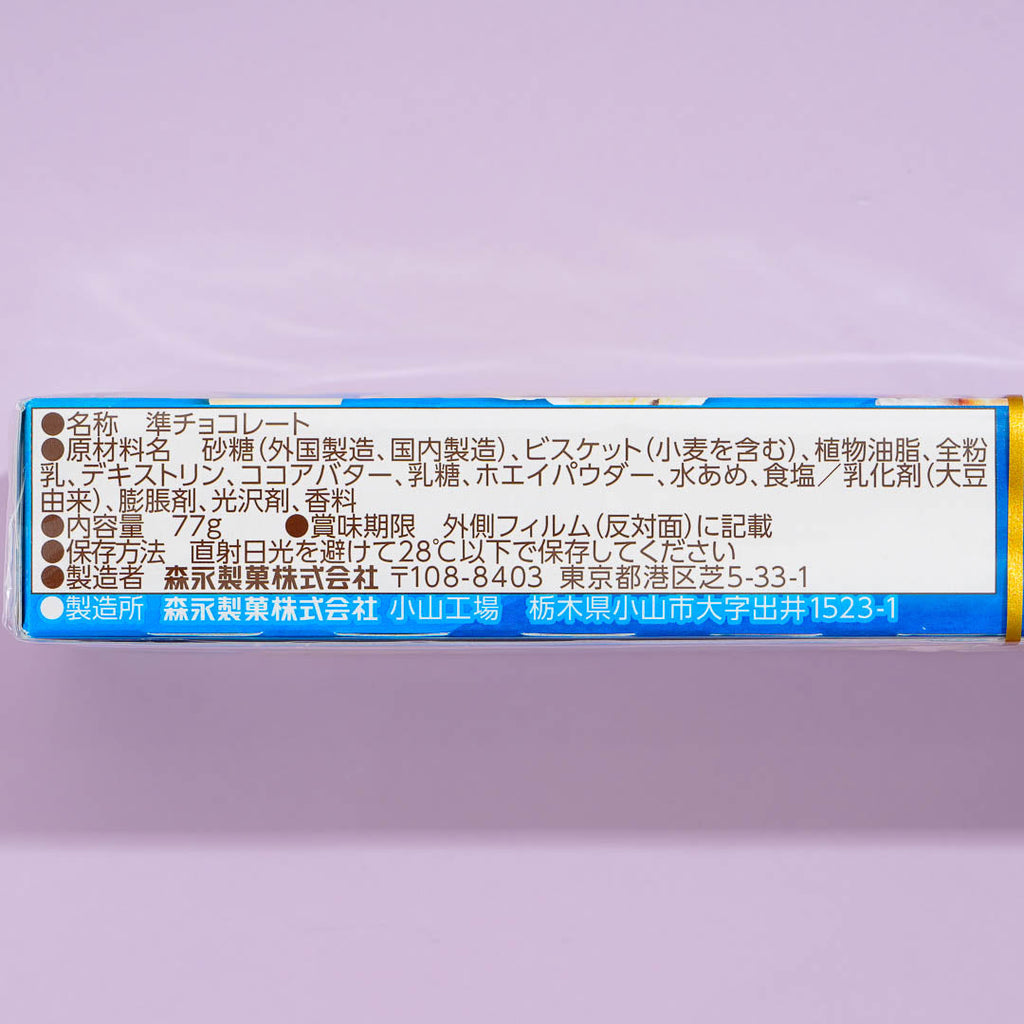 ●名称 準チョコレート
●原材料名 砂糖(外国製造、国内製造)、ビスケット(小麦を含む)、植物油脂、全粉
乳、デキストリン、ココアバター、乳糖、ホエイパウダー、水あめ、食塩／乳化剤(大豆
由来)、膨脹剤、光沢剤、香料
●内容量 77g ●賞味期限 外側フィルム(反対面)に記載
●保存方法 直射日光を避けて28℃以下で保存してください
●製造者 森永製菓株式会社 〒108-8403 東京都港区芝5-33-1
●製造所 森永製菓株式会社 小山工場 栃木県小山市大字出井1523-1